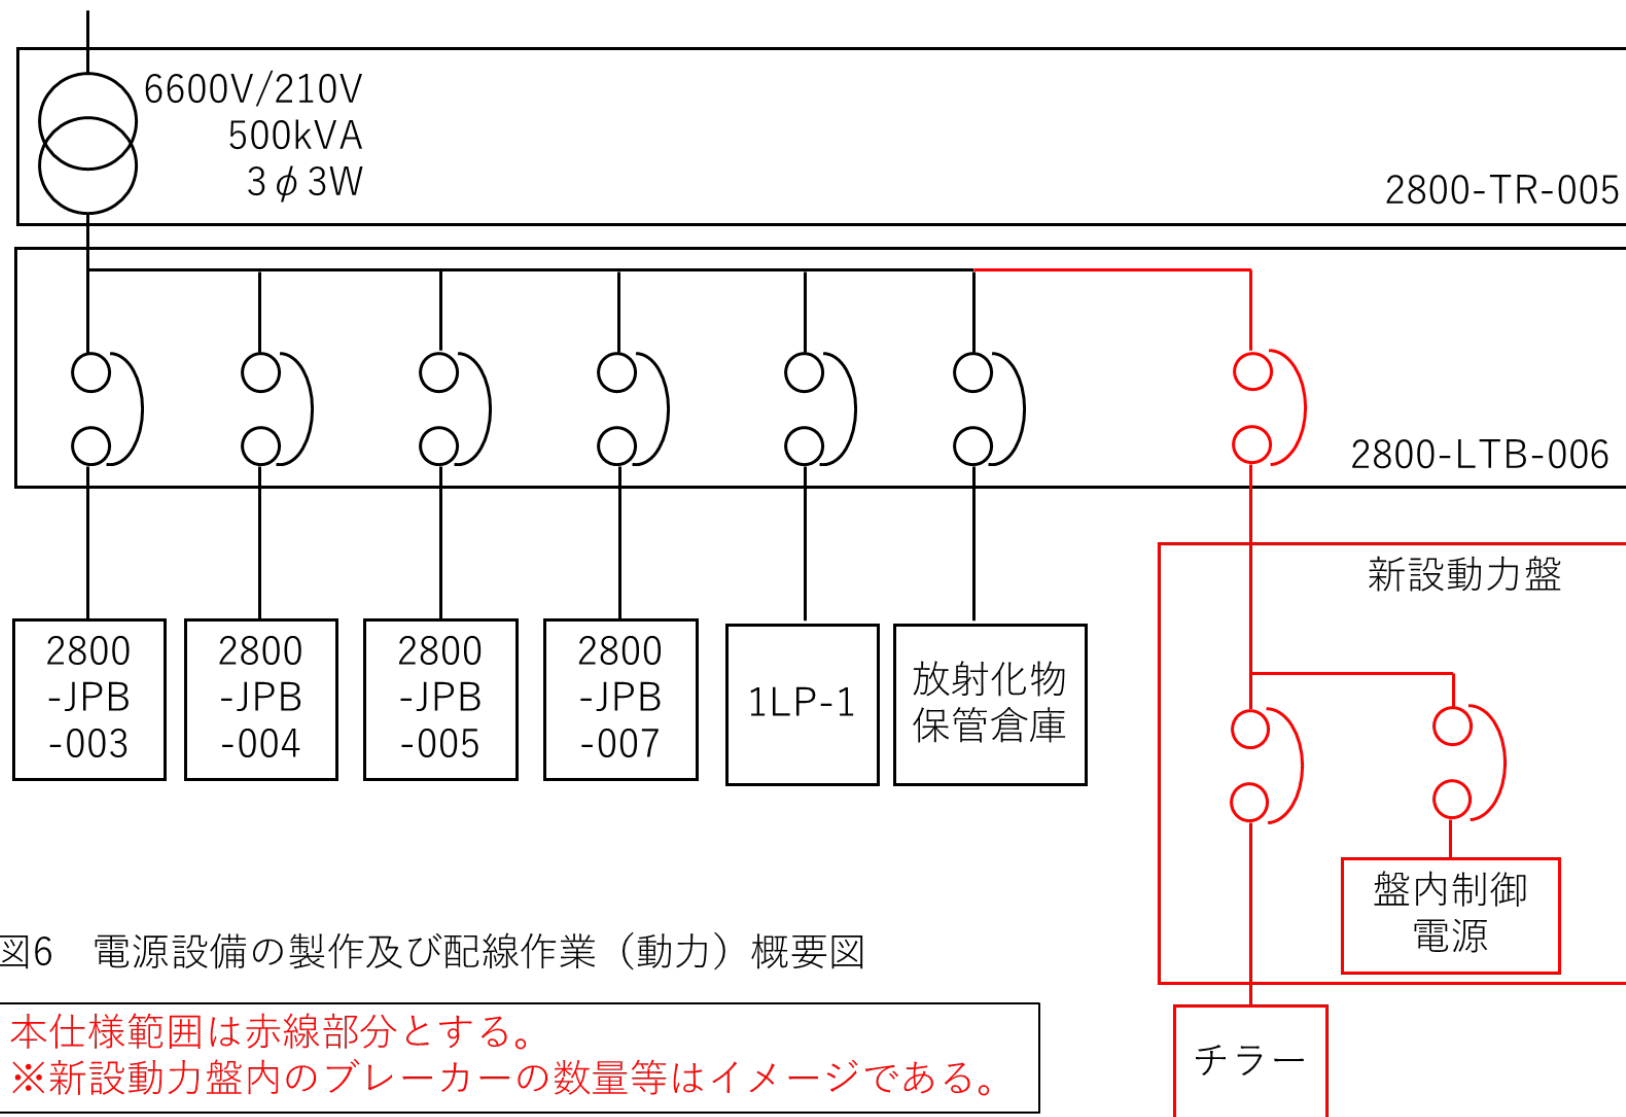 6600V/210V
500kVA
3φ3W
2800-TR-005
2800-LTB-006
新設動力盤
2800
-JPB
-003
2800
-JPB
-004
2800
-JPB
-005
2800
-JPB
-007
1LP-1
放射化物
保管倉庫
盤内制御
電源
チラー
図6　電源設備の製作及び配線作業（動力）概要図
本仕様範囲は赤線部分とする。
※新設動力盤内のブレーカーの数量等はイメージである。